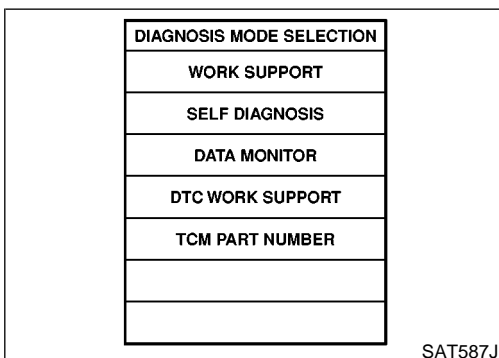 DIAGNOSIS MODE SELECTION
WORK SUPPORT
SELF DIAGNOSIS
DATA MONITOR
DTC WORK SUPPORT
TCM PART NUMBER
SAT587J